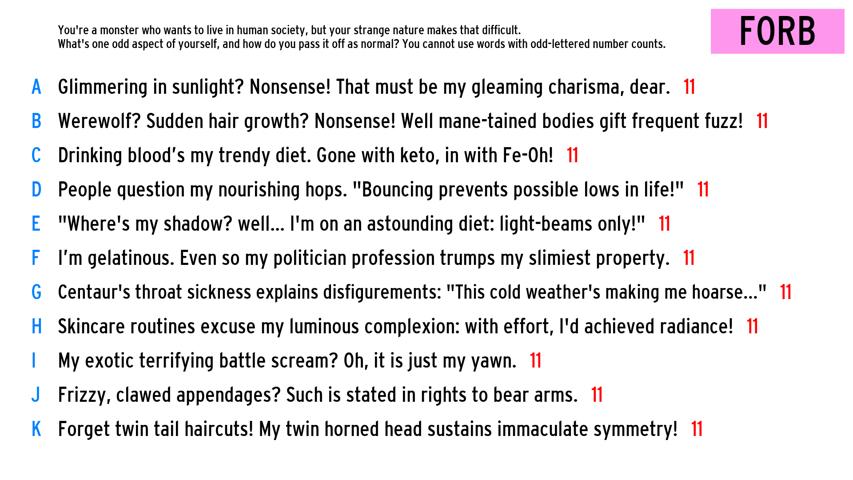 You're a monster who wants to live in human society, but your strange nature makes that difficult.
What's one odd aspect of yourself, and how do you pass it off as normal? You cannot use words with odd-lettered number counts.
FORB
A Glimmering in sunlight? Nonsense! That must be my gleaming charisma, dear. 11
B Werewolf? Sudden hair growth? Nonsense! Well mane-tained bodies gift frequent fuzz! 11
C Drinking blood's my trendy diet. Gone with keto, in with Fe-Oh! 11
D People question my nourishing hops. "Bouncing prevents possible lows in life!" 11
E "Where's my shadow? well... I'm on an astounding diet: light-beams only!" 11
F I'm gelatinous. Even so my politician profession trumps my slimiest property. 11
G Centaur's throat sickness explains disfigurements: "This cold weather's making me hoarse..." 11
H Skincare routines excuse my luminous complexion: with effort, I'd achieved radiance! 11
I My exotic terrifying battle scream? Oh, it is just my yawn. 11
J Frizzy, clawed appendages? Such is stated in rights to bear arms. 11
K Forget twin tail haircuts! My twin horned head sustains immaculate symmetry! 11